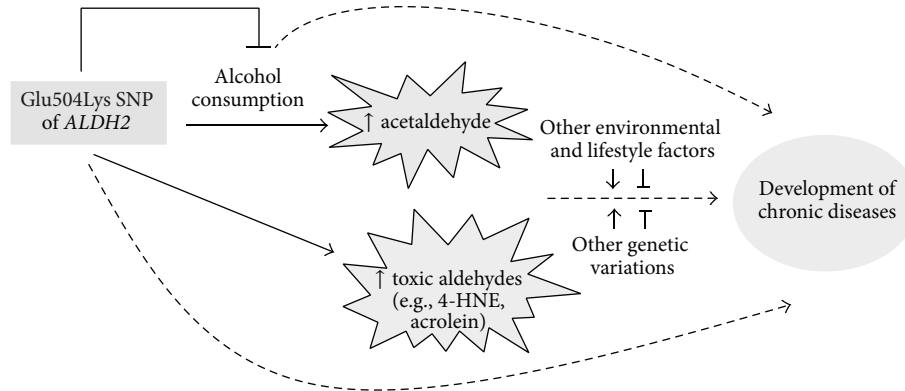 Glu504Lys SNP
of ALDH2
Alcohol
consumption
↑ acetaldehyde
↑ toxic aldehydes
(e.g., 4-HNE,
acrolein)
Other environmental
and lifestyle factors
Other genetic
variations
Development of
chronic diseases